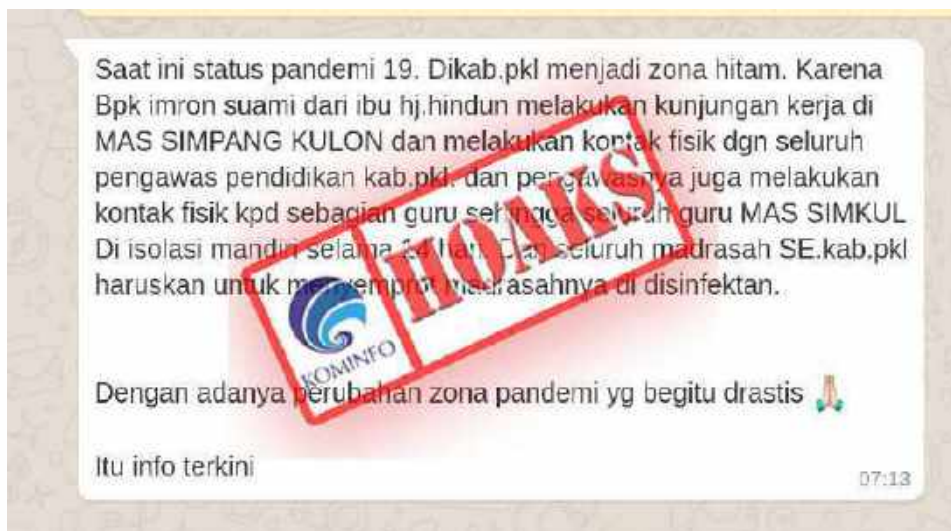 Saat ini status pandemi 19. Dikab.pkl menjadi zona hitam. Karena
Bpk imron suami dari ibu hj.hindun melakukan kunjungan kerja di
MAS SIMPANG KULON dan melakukan kontak fisik dgn seluruh
pengawas pendidikan kab.pkl. dan pengawasnya juga melakukan
kontak fisik kpd sebagian guru sehingga seluruh guru MAS SIMKUL
Di isolasi mandiri selama 14 hari. Dan seluruh madrasah SE.kab.pkl
haruskan untuk menyemprot madrasahnya di disinfektan.
HOAKS
KOMINFO
Dengan adanya perubahan zona pandemi yg begitu drastis 🙏
Itu info terkini
07:13